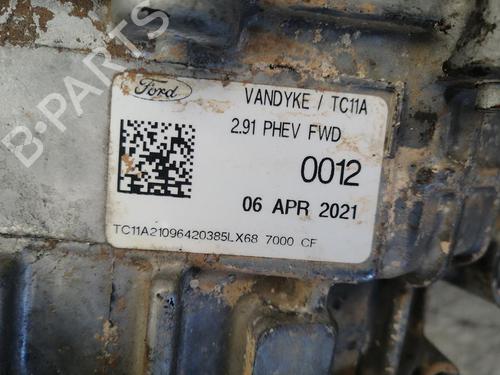 B-PARTS
Ford
VANDYKE / TC11A
2.91 PHEV FWD
0012
06 APR 2021
TC11A21096420385LX68 7000 CF